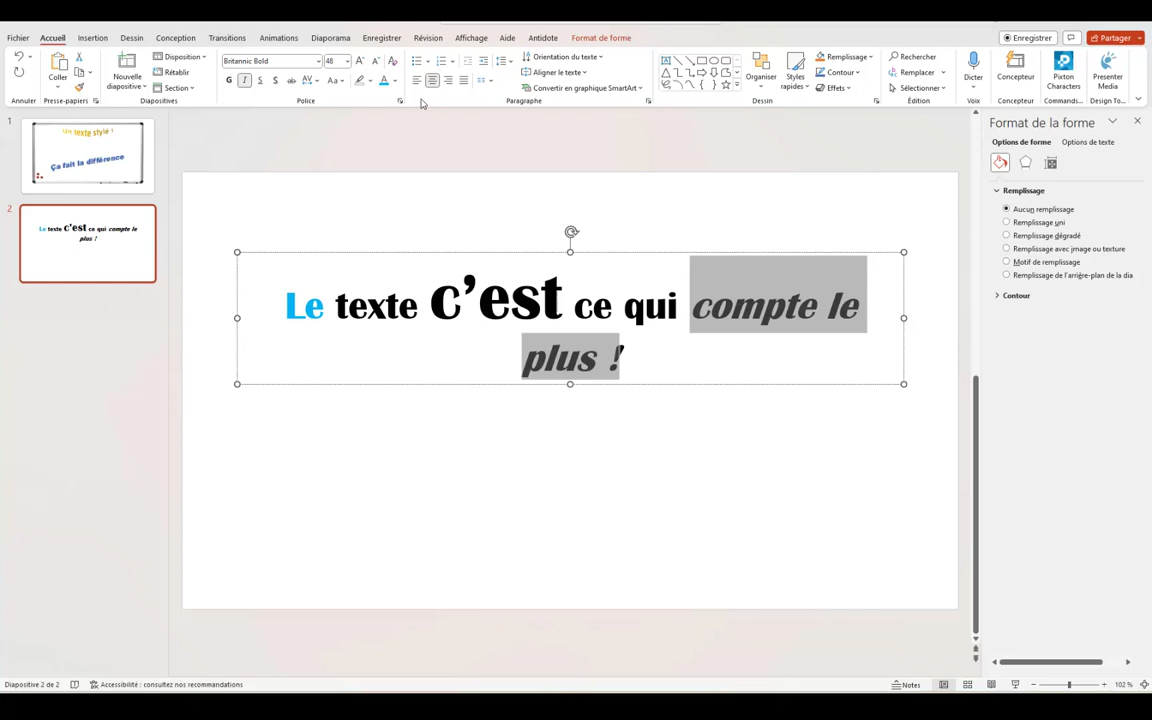 Fichier Accueil Insertion Dessin Conception Transitions Animations Diaporama Enregistrer Révision Affichage Aide Antidote Format de forme Enregistrer Partager
Coller
Nouvelle
diapositive
Disposition
Rétablir
Section
Britannic Bold 48
G I S S ab AV Aa A
Orientation du texte
Aligner le texte
Convertir en graphique SmartArt
Organiser
Styles
rapides
Remplissage
Contour
Effets
Rechercher
Remplacer
Sélectionner
Dicter
Concepteur
Pixton
Characters
Presenter
Media
Annuler Presse-papiers Diapositives Police Paragraphe Dessin Édition Voix Concepteur Command... Design To...
1
Un texte stylé !
Ça fait la différence
2
Le texte c'est ce qui compte le
plus !
Le texte c'est ce qui compte le
plus !
Format de la forme
Options de forme Options de texte
Remplissage
Aucun remplissage
Remplissage uni
Remplissage dégradé
Remplissage avec image ou texture
Motif de remplissage
Remplissage de l'arrière-plan de la dia
Contour
Diapositive 2 de 2 Accessibilité : consultez nos recommandations Notes 102 %